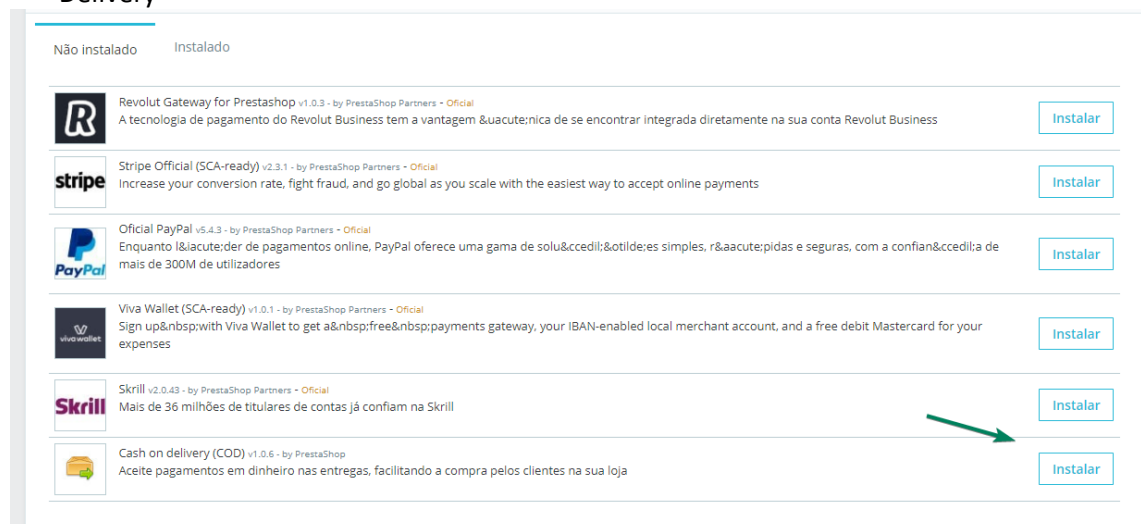 Delivery
Não instalado Instalado
Revolut Gateway for Prestashop v1.0.3 - by PrestaShop Partners - Oficial
A tecnologia de pagamento do Revolut Business tem a vantagem &uacute;nica de se encontrar integrada diretamente na sua conta Revolut Business
Instalar
stripe
Stripe Official (SCA-ready) v2.3.1 - by PrestaShop Partners - Oficial
Increase your conversion rate, fight fraud, and go global as you scale with the easiest way to accept online payments
Instalar
PayPal
Oficial PayPal v5.4.3 - by PrestaShop Partners - Oficial
Enquanto l&iacute;der de pagamentos online, PayPal oferece uma gama de solu&ccedil;&otilde;es simples, r&aacute;pidas e seguras, com a confian&ccedil;a de
mais de 300M de utilizadores
Instalar
vivawallet
Viva Wallet (SCA-ready) v1.0.1 - by PrestaShop Partners - Oficial
Sign up&nbsp;with Viva Wallet to get a&nbsp;free&nbsp;payments gateway, your IBAN-enabled local merchant account, and a free debit Mastercard for your
expenses
Instalar
Skrill
Skrill v2.0.43 - by PrestaShop Partners - Oficial
Mais de 36 milhões de titulares de contas já confiam na Skrill
Instalar
Cash on delivery (COD) v1.0.6 - by PrestaShop
Aceite pagamentos em dinheiro nas entregas, facilitando a compra pelos clientes na sua loja
Instalar